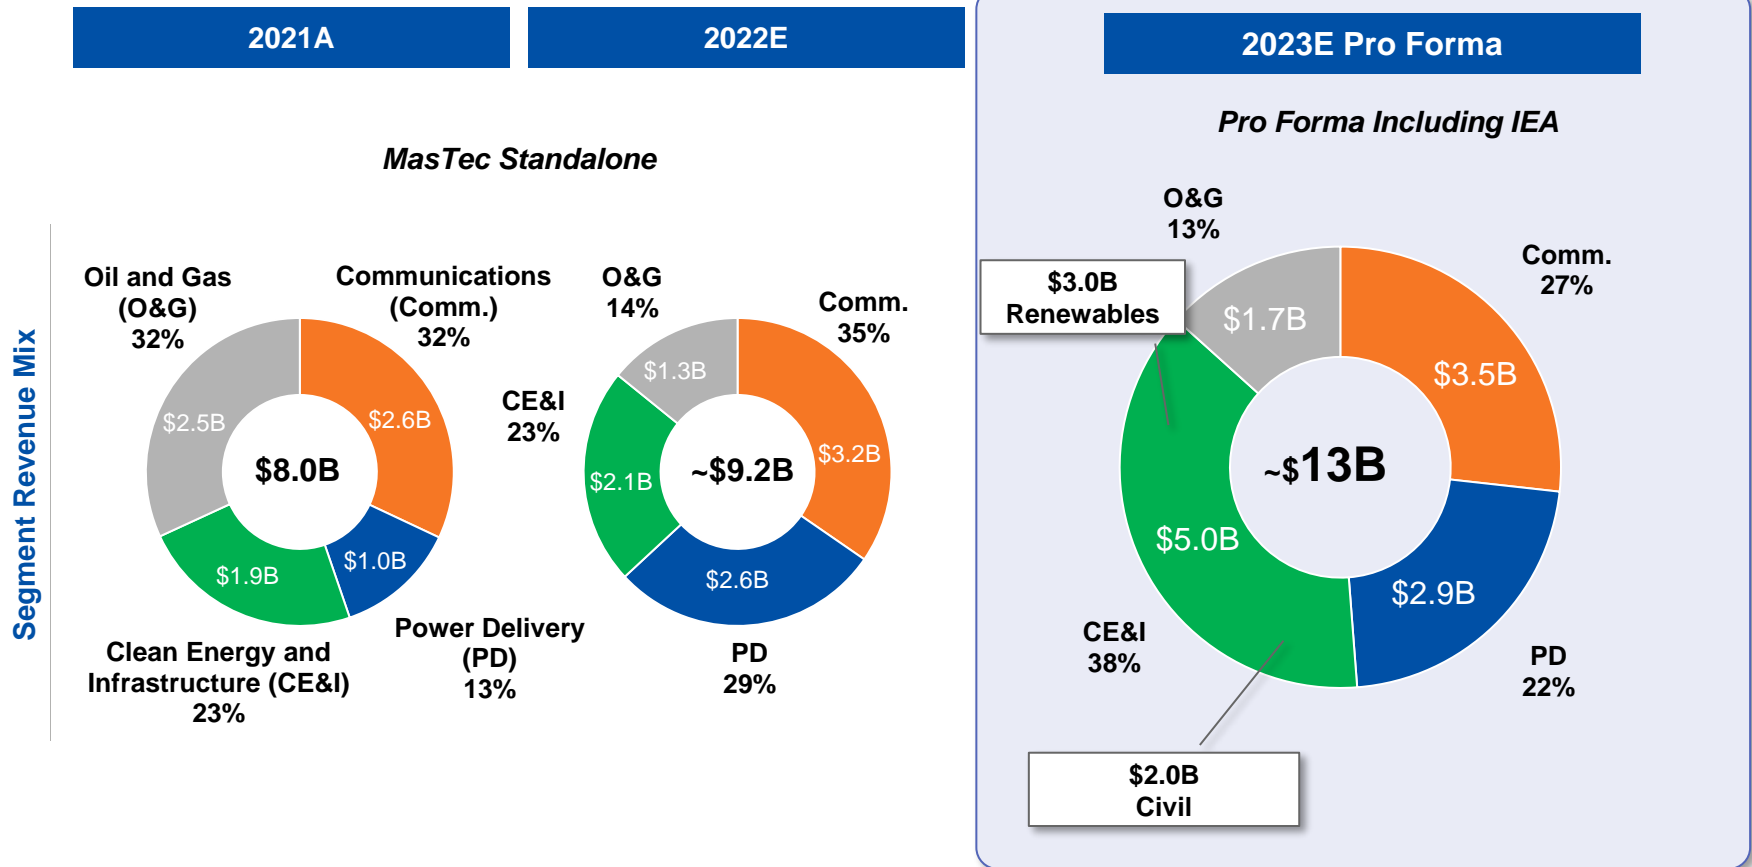 2021A
2022E
2023E Pro Forma
MasTec Standalone
Pro Forma Including IEA
Segment Revenue Mix
Oil and Gas
(O&G)
32%
Communications
(Comm.)
32%
$2.5B
$2.6B
$8.0B
$1.9B
$1.0B
Clean Energy and
Infrastructure (CE&I)
23%
Power Delivery
(PD)
13%
O&G
14%
Comm.
35%
CE&I
23%
$1.3B
$3.2B
$2.1B
~$9.2B
$2.6B
PD
29%
O&G
13%
Comm.
27%
$3.0B
Renewables
$1.7B
$3.5B
~$13B
$5.0B
$2.9B
CE&I
38%
PD
22%
$2.0B
Civil